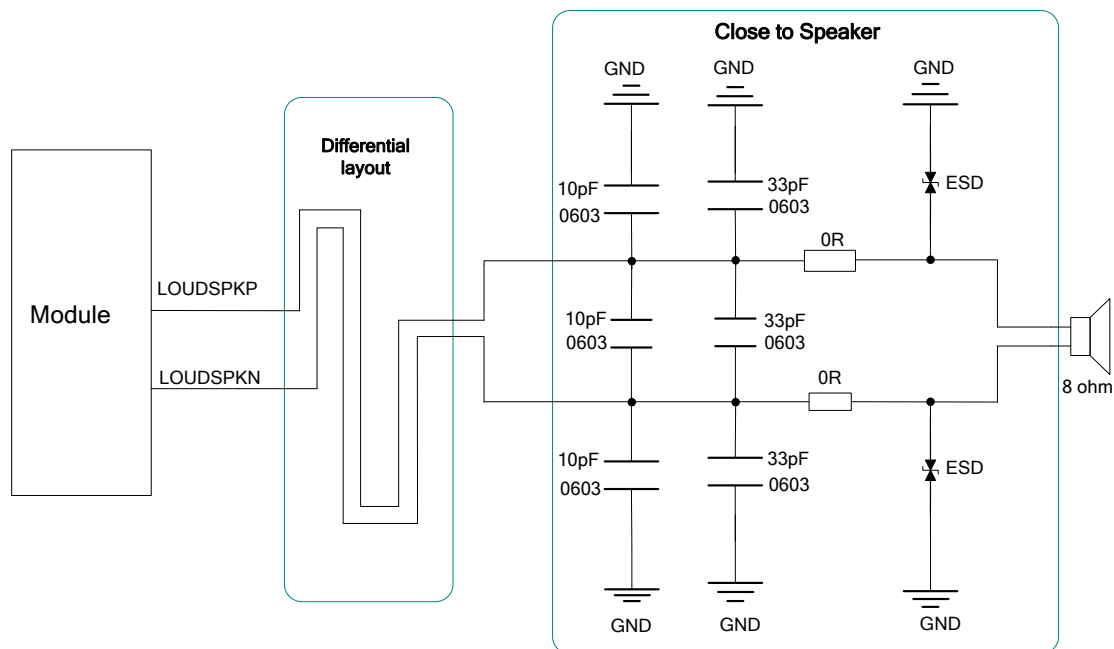 Close to Speaker
GND
GND
GND
Differential
layout
10pF
0603
33pF
0603
ESD
0R
LOUDSPKP
Module
10pF
0603
33pF
0603
LOUDSPKN
0R
8 ohm
10pF
0603
33pF
0603
ESD
GND
GND
GND